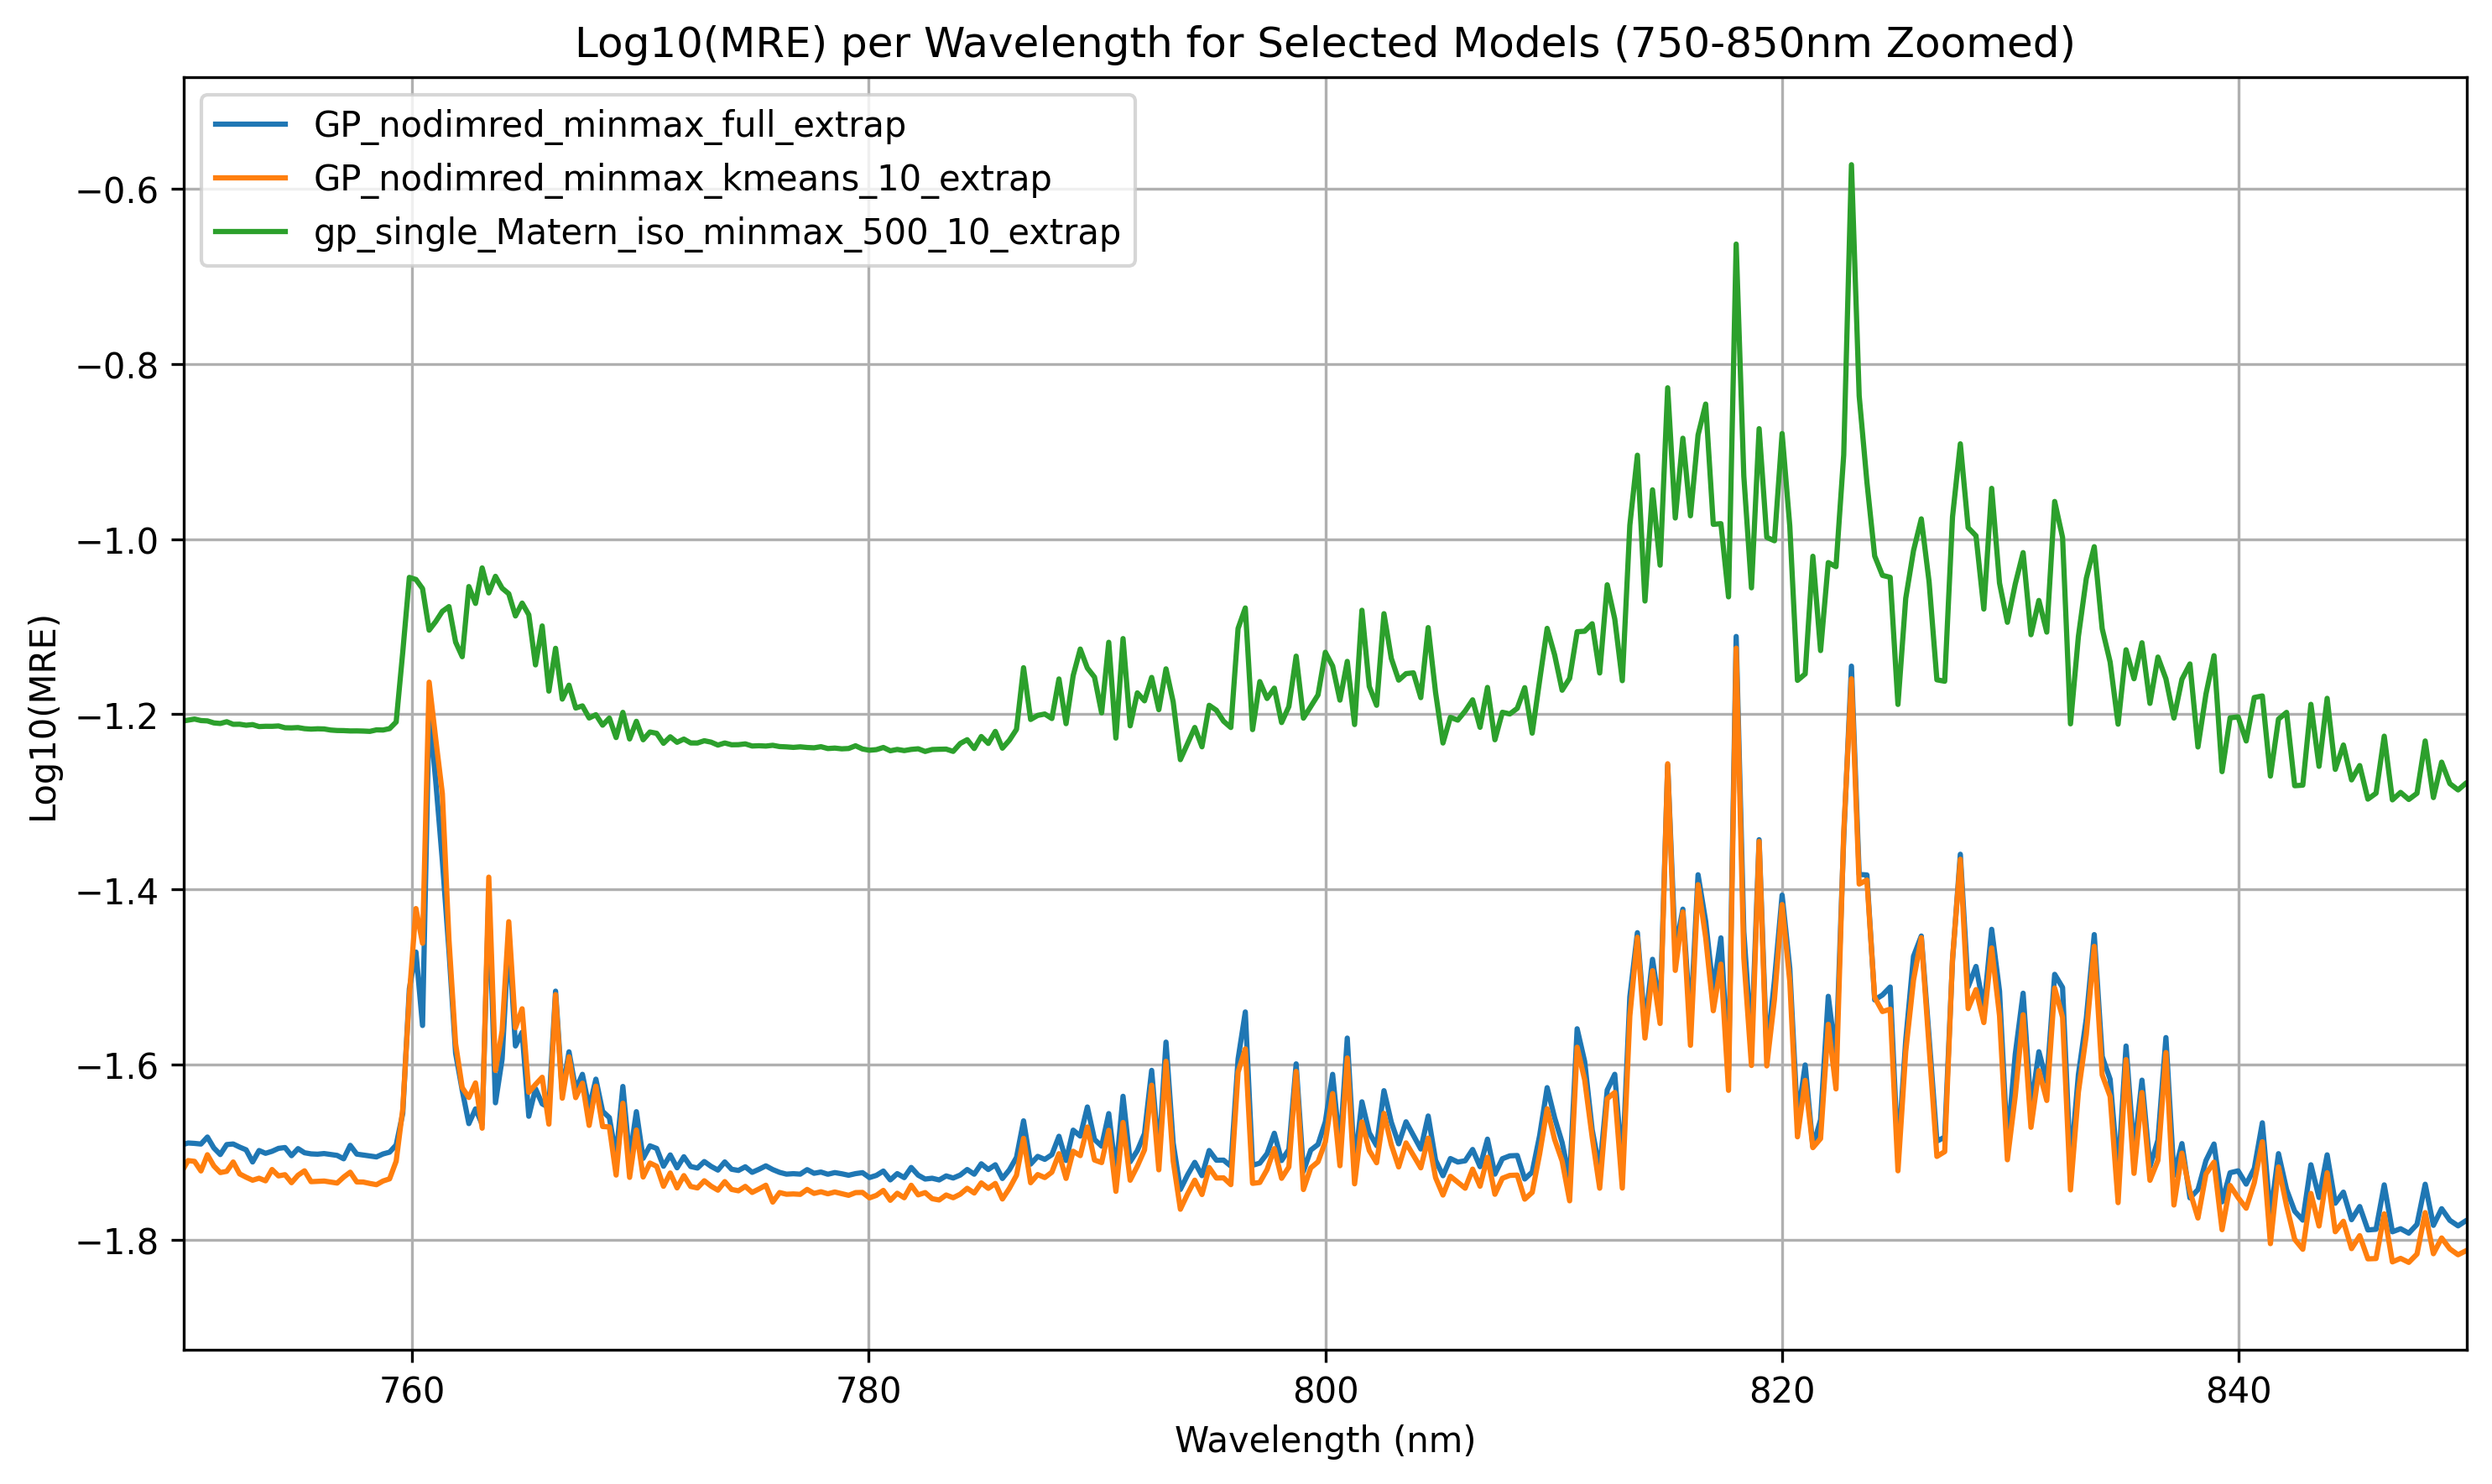 Log10(MRE) per Wavelength for Selected Models (750-850nm Zoomed)
GP_nodimred_minmax_full_extrap
GP_nodimred_minmax_kmeans_10_extrap
gp_single_Matern_iso_minmax_500_10_extrap
Log10(MRE)
−0.6
−0.8
−1.0
−1.2
−1.4
−1.6
−1.8
760 780 800 820 840
Wavelength (nm)